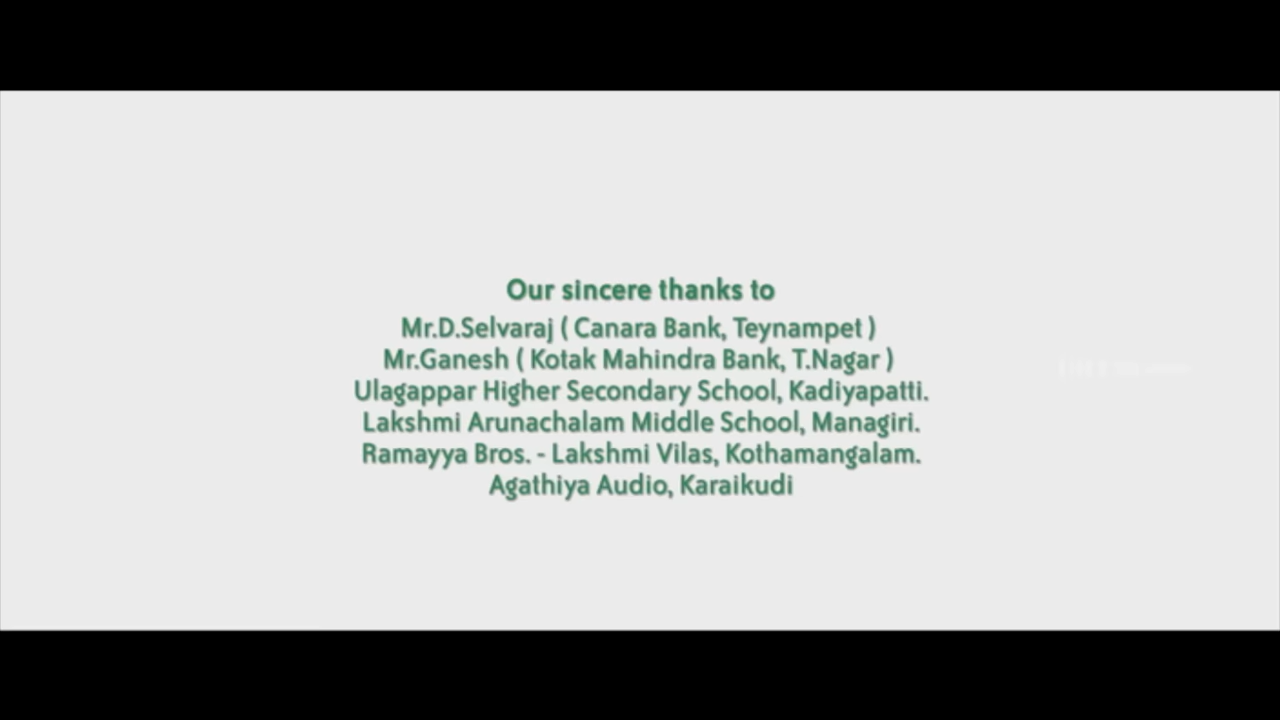 Our sincere thanks to
Mr.D.Selvaraj ( Canara Bank, Teynampet )
Mr.Ganesh ( Kotak Mahindra Bank, T.Nagar )
Ulagappar Higher Secondary School, Kadiyapatti.
Lakshmi Arunachalam Middle School, Managiri.
Ramayya Bros. - Lakshmi Vilas, Kothamangalam.
Agathiya Audio, Karaikudi